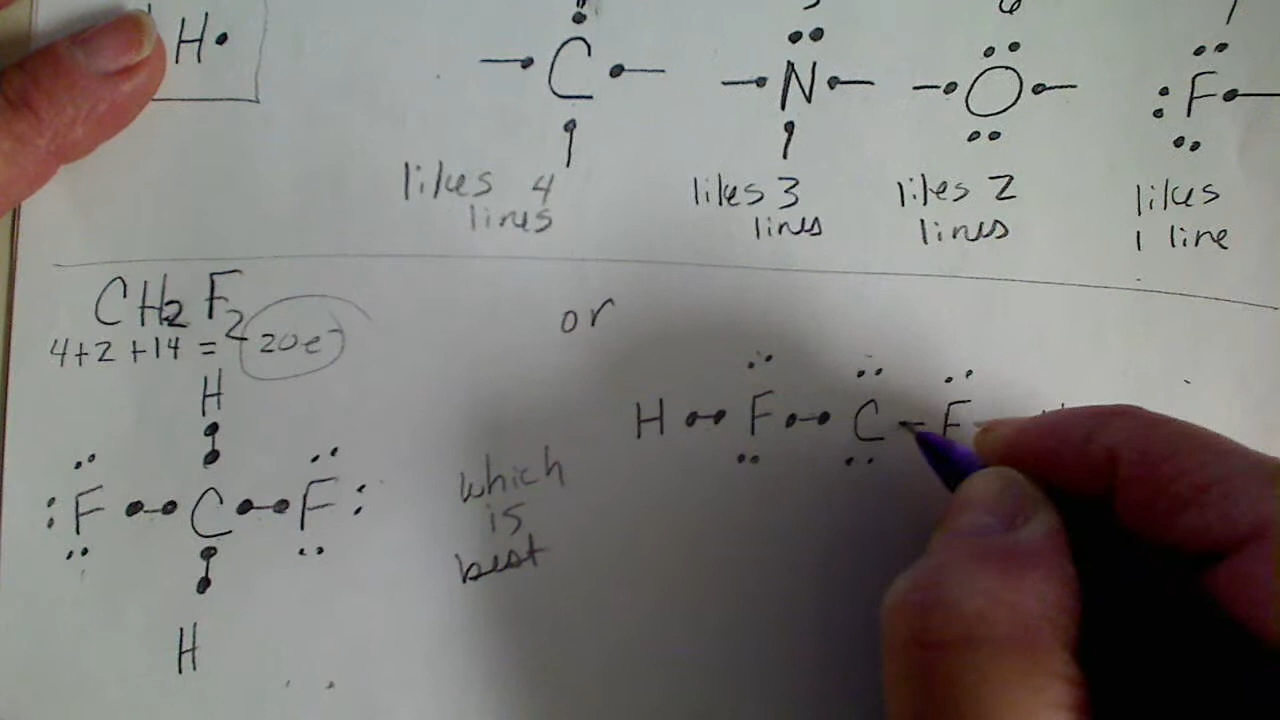 H
C
N
O
F
likes 4
lines
likes 3
lines
likes 2
lines
likes
1 line
CH2F2
4+2+14 = 20e-
or
H
F C F
H F C F
which
is
best
H